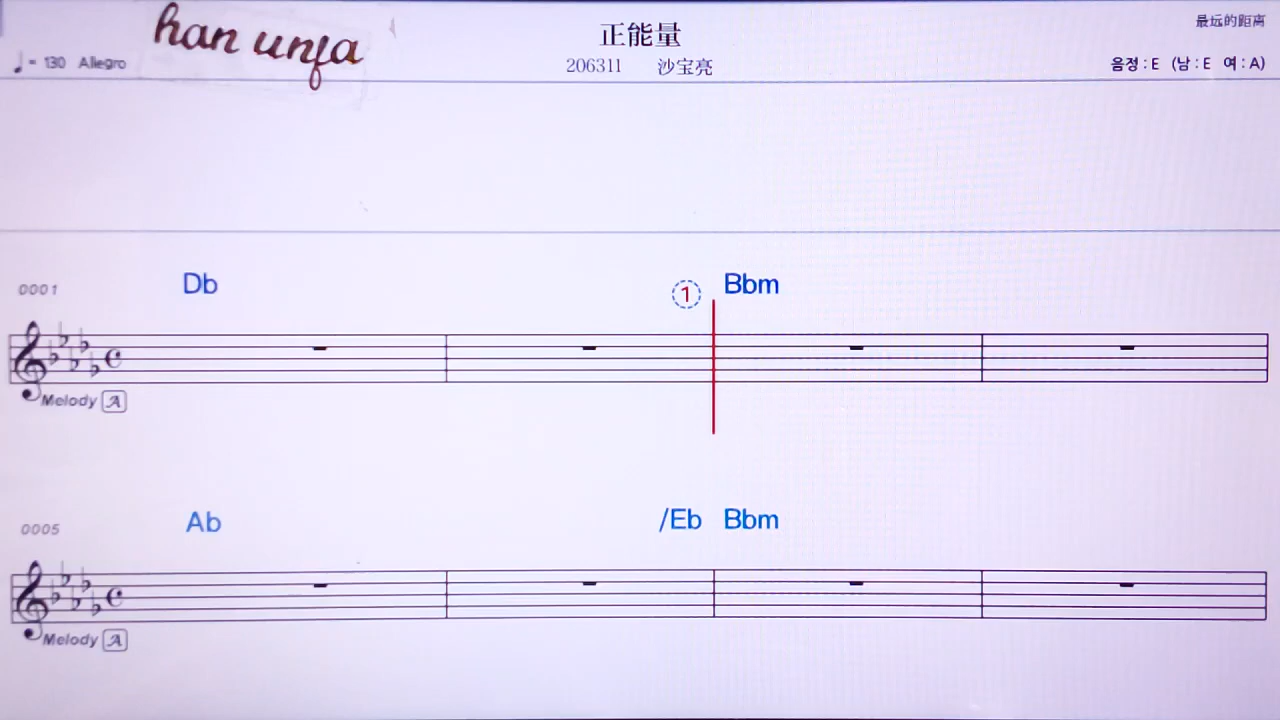 han unfa
正能量
最远的距离
♩= 130 Allegro
206311 沙宝亮
음정 : E (남 : E 여 : A)
0001 Db ① Bbm
Melody A
0005 Ab /Eb Bbm
Melody A